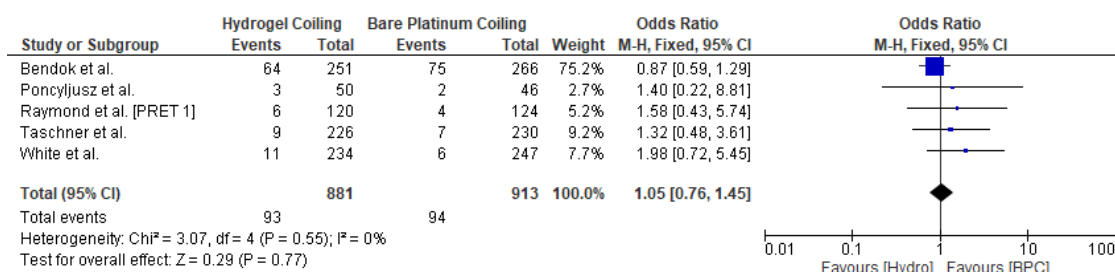 Hydrogel Coiling Bare Platinum Coiling Odds Ratio Odds Ratio
Study or Subgroup Events Total Events Total Weight M-H, Fixed, 95% CI M-H, Fixed, 95% CI
Bendok et al. 64 251 75 266 75.2% 0.87 [0.59, 1.29]
Poncyljusz et al. 3 50 2 46 2.7% 1.40 [0.22, 8.81]
Raymond et al. [PRET 1] 6 120 4 124 5.2% 1.58 [0.43, 5.74]
Taschner et al. 9 226 7 230 9.2% 1.32 [0.48, 3.61]
White et al. 11 234 6 247 7.7% 1.98 [0.72, 5.45]
Total (95% CI) 881 913 100.0% 1.05 [0.76, 1.45]
Total events 93 94
Heterogeneity: Chi² = 3.07, df = 4 (P = 0.55); I² = 0%
Test for overall effect: Z = 0.29 (P = 0.77)
0.01 0.1 1 10 100
Favours [Hydro] Favours [BPC]